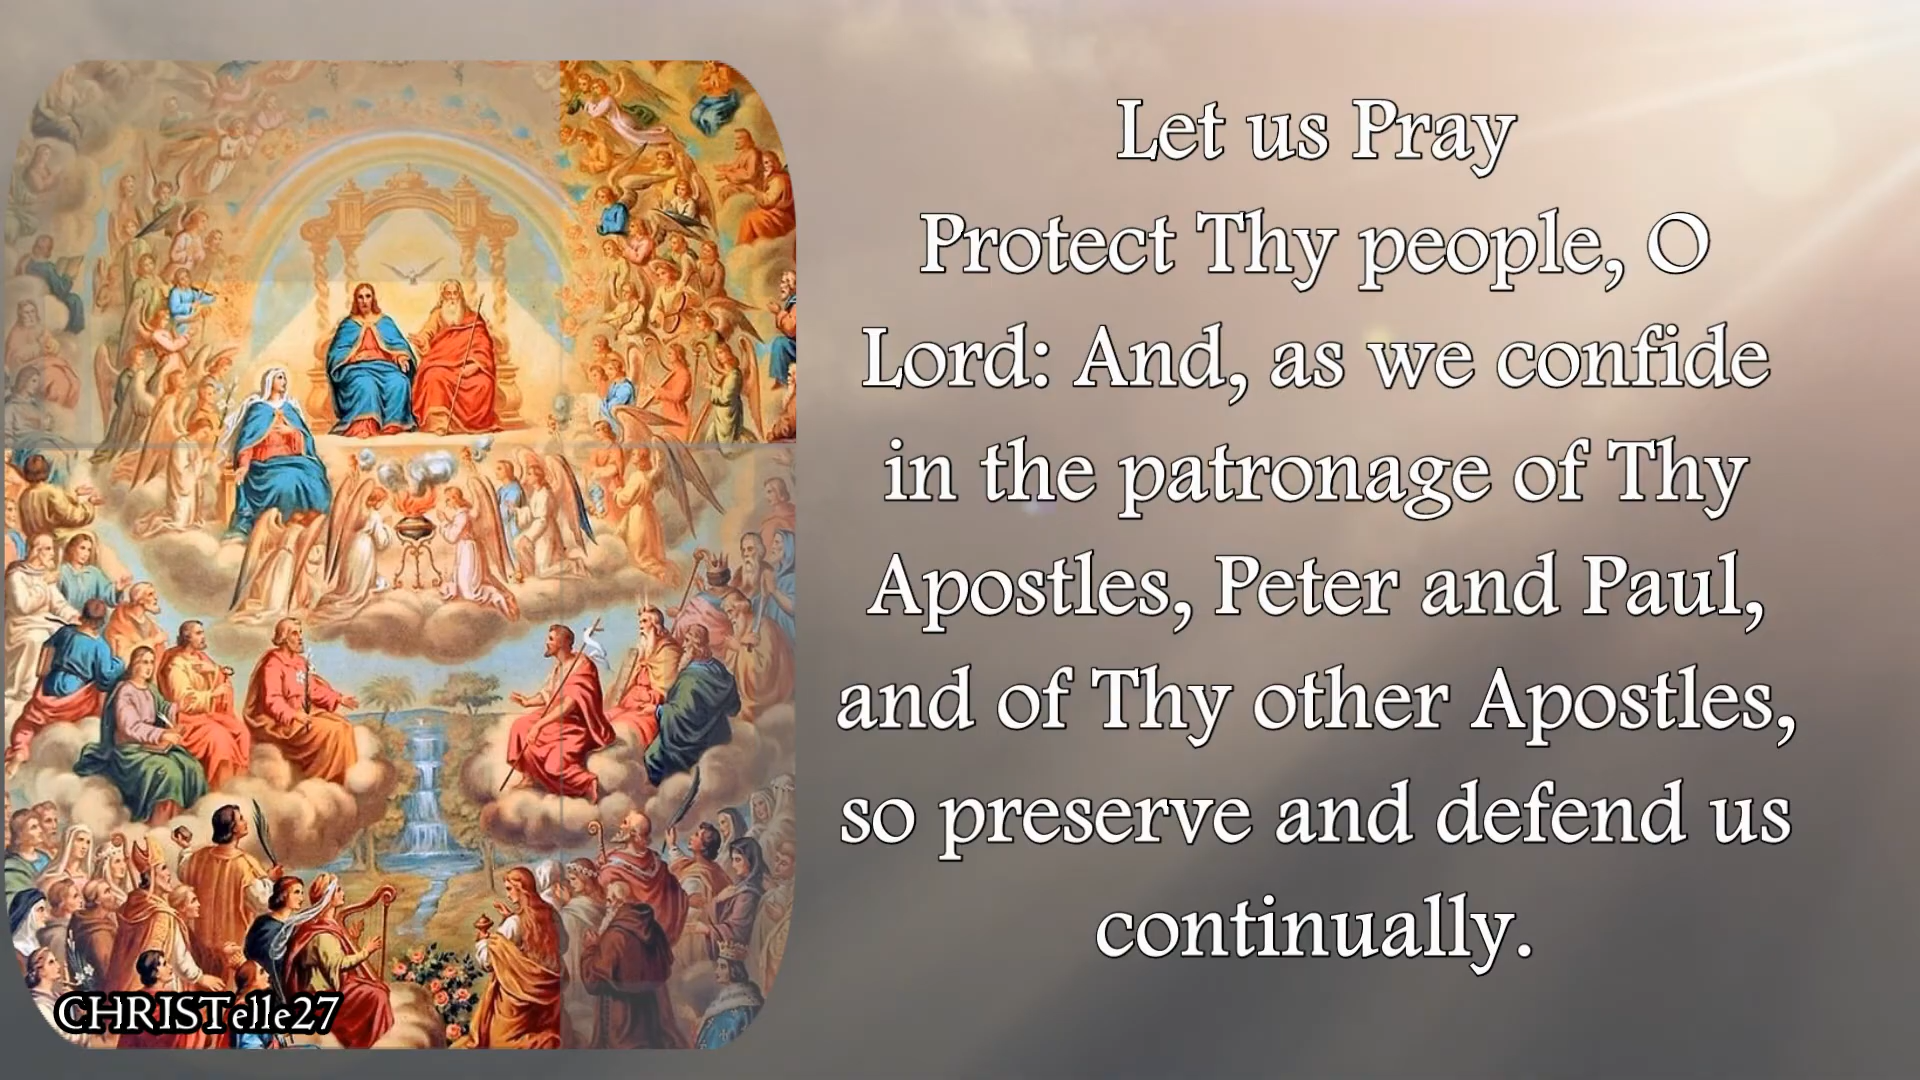 Let us Pray
Protect Thy people, O
Lord: And, as we confide
in the patronage of Thy
Apostles, Peter and Paul,
and of Thy other Apostles,
so preserve and defend us
continually.
CHRISTelle27